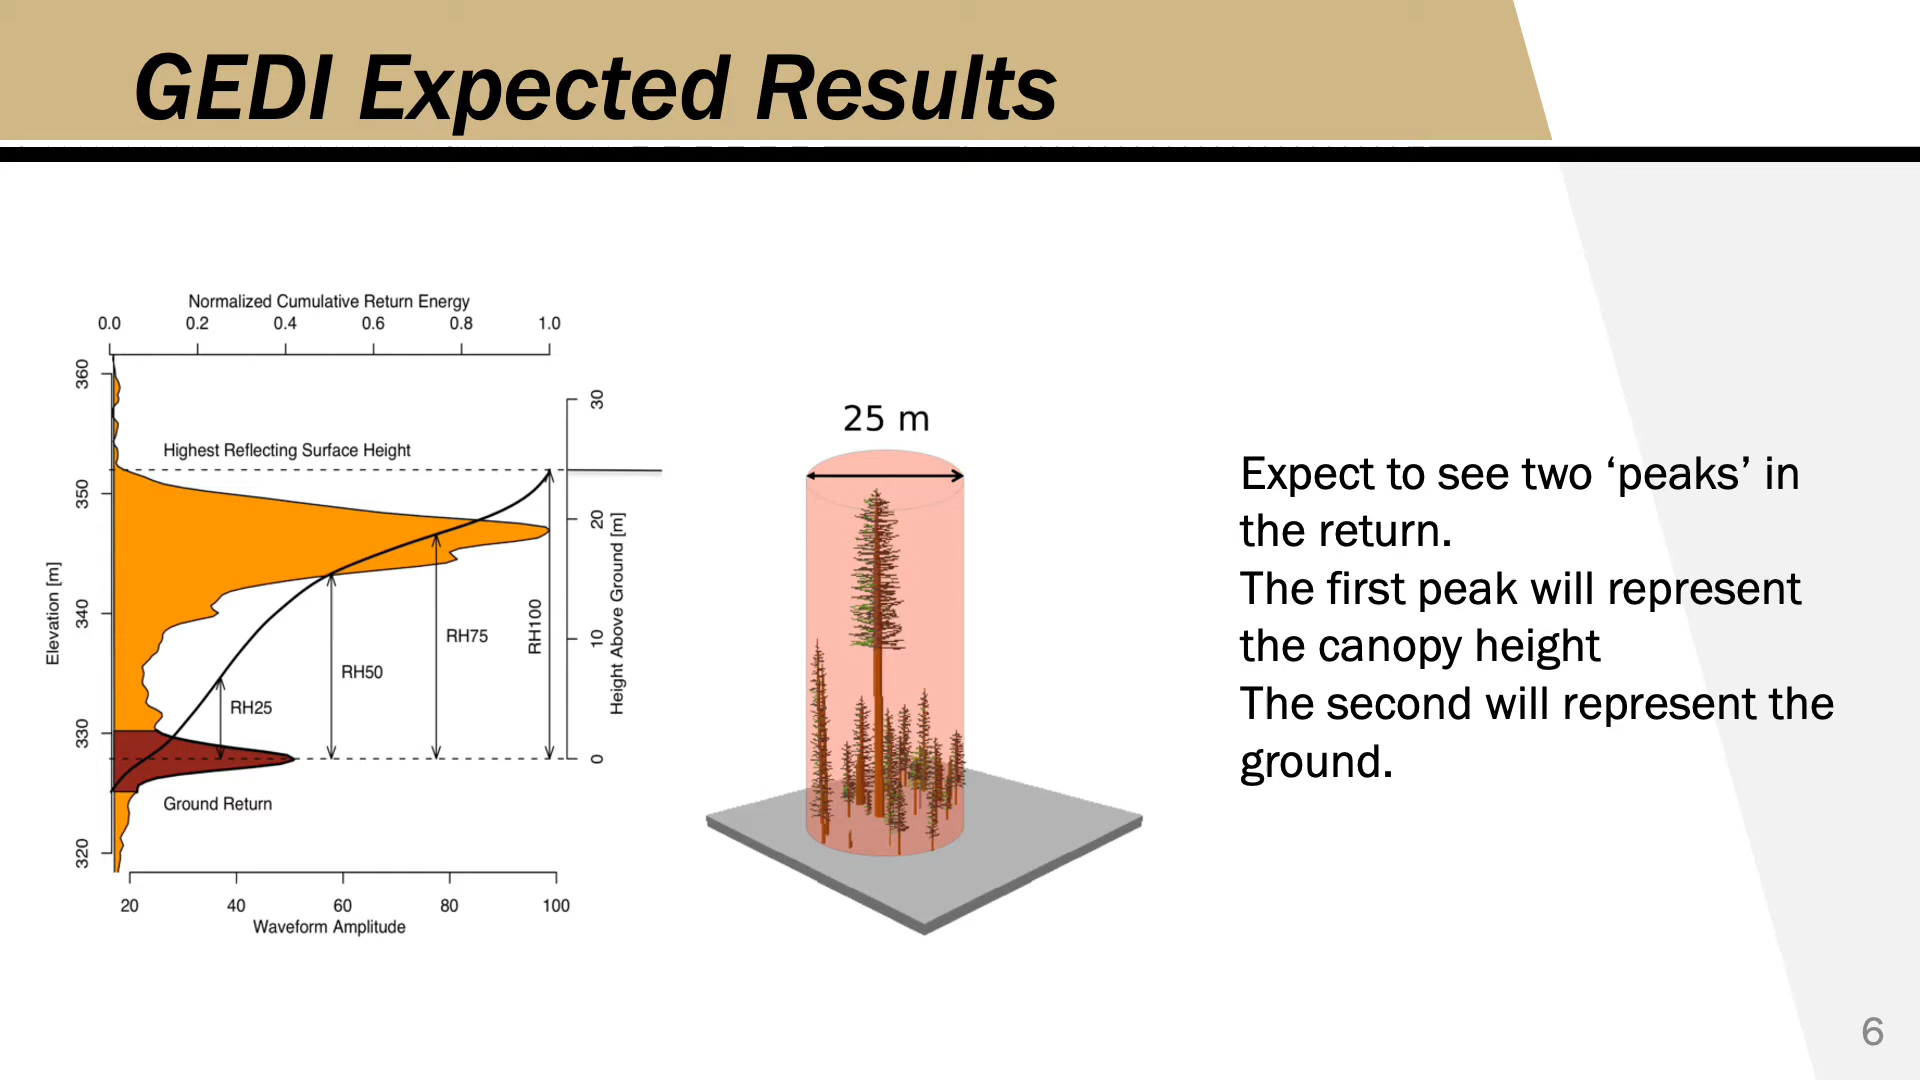 GEDI Expected Results
Normalized Cumulative Return Energy
0.0 0.2 0.4 0.6 0.8 1.0
360
350
340
330
320
Elevation [m]
Highest Reflecting Surface Height
RH25
RH50
RH75
RH100
Ground Return
30
20
10
0
Height Above Ground [m]
20 40 60 80 100
Waveform Amplitude
25 m
Expect to see two ‘peaks’ in
the return.
The first peak will represent
the canopy height
The second will represent the
ground.
6